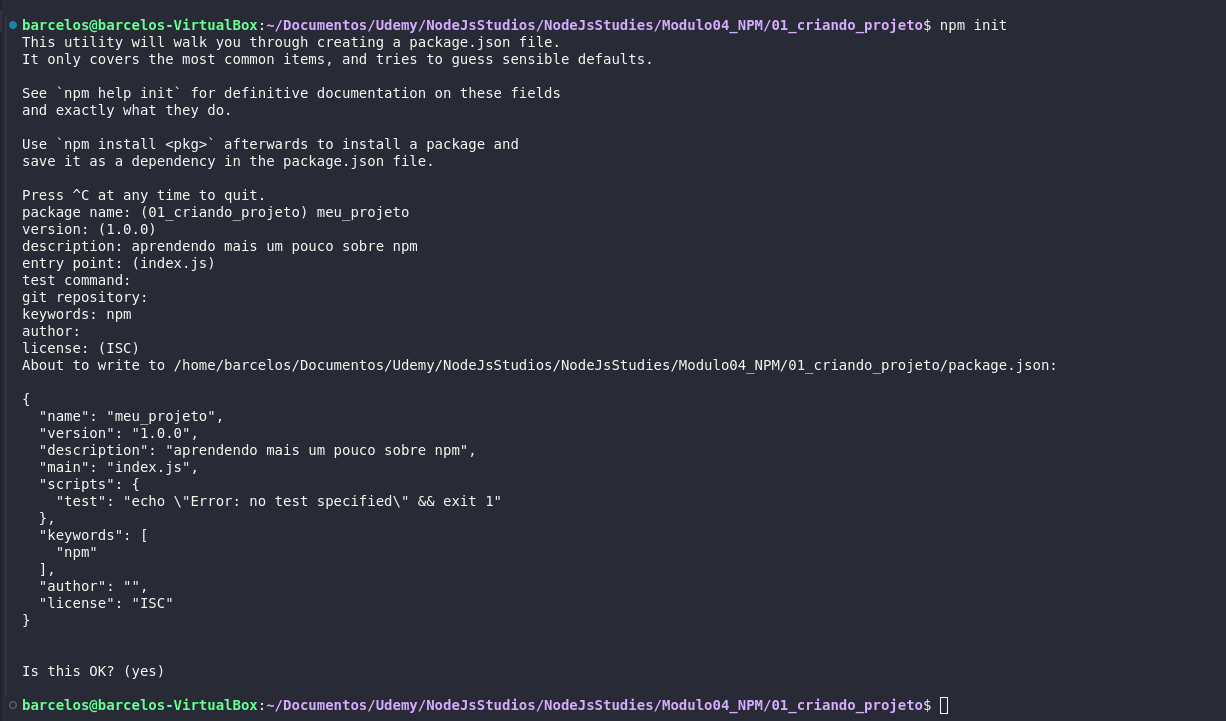 barcelos@barcelos-VirtualBox:~/Documentos/Udemy/NodeJsStudios/NodeJsStudies/Modulo04_NPM/01_criando_projeto$ npm init
This utility will walk you through creating a package.json file.
It only covers the most common items, and tries to guess sensible defaults.

See `npm help init` for definitive documentation on these fields
and exactly what they do.

Use `npm install <pkg>` afterwards to install a package and
save it as a dependency in the package.json file.

Press ^C at any time to quit.
package name: (01_criando_projeto) meu_projeto
version: (1.0.0)
description: aprendendo mais um pouco sobre npm
entry point: (index.js)
test command:
git repository:
keywords: npm
author:
license: (ISC)
About to write to /home/barcelos/Documentos/Udemy/NodeJsStudios/NodeJsStudies/Modulo04_NPM/01_criando_projeto/package.json:

{
  "name": "meu_projeto",
  "version": "1.0.0",
  "description": "aprendendo mais um pouco sobre npm",
  "main": "index.js",
  "scripts": {
    "test": "echo \"Error: no test specified\" && exit 1"
  },
  "keywords": [
    "npm"
  ],
  "author": "",
  "license": "ISC"
}

Is this OK? (yes)

barcelos@barcelos-VirtualBox:~/Documentos/Udemy/NodeJsStudios/NodeJsStudies/Modulo04_NPM/01_criando_projeto$